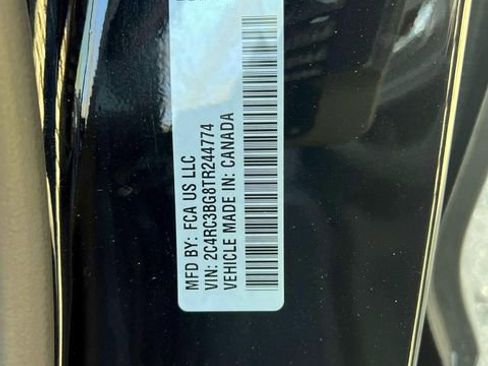 MFD BY: FCA US LLC
VIN: 2C4RC3BG8TR244774
VEHICLE MADE IN: CANADA